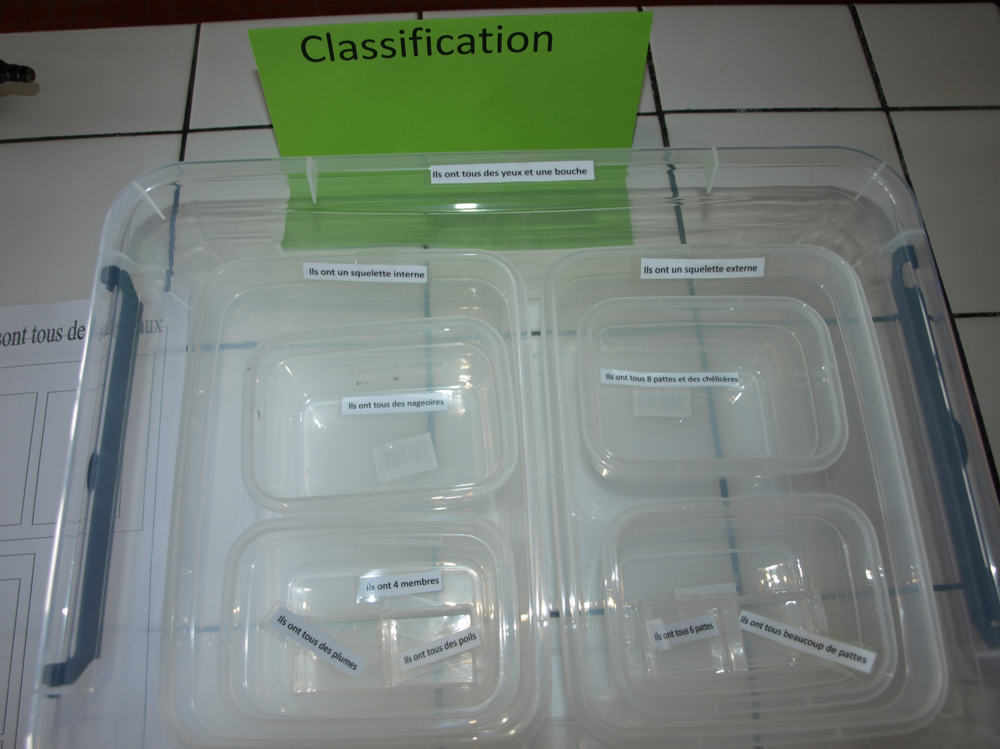 Classification
Ils ont tous des yeux et une bouche
Ils ont un squelette interne
Ils ont un squelette externe
sont tous de
aux
Ils ont tous des nageoires
Ils ont tous 8 pattes et des chélicères
ils ont 4 membres
Ils ont tous des plumes
Ils ont tous des poils
Ils ont tous 6 pattes
Ils ont tous beaucoup de pattes